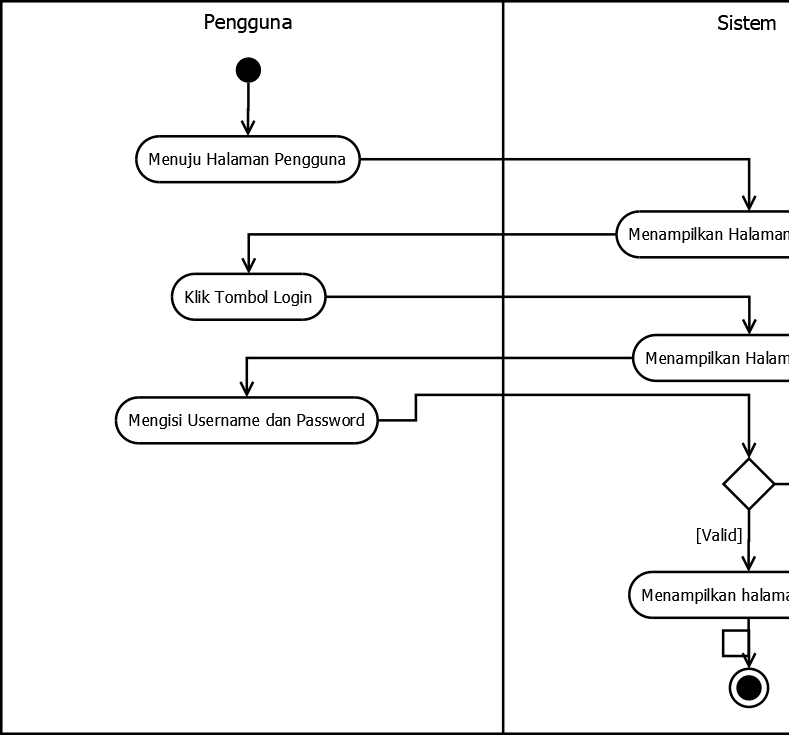 Pengguna
Sistem
Menuju Halaman Pengguna
Menampilkan Halaman
Klik Tombol Login
Menampilkan Halam
Mengisi Username dan Password
[Valid]
Menampilkan halama